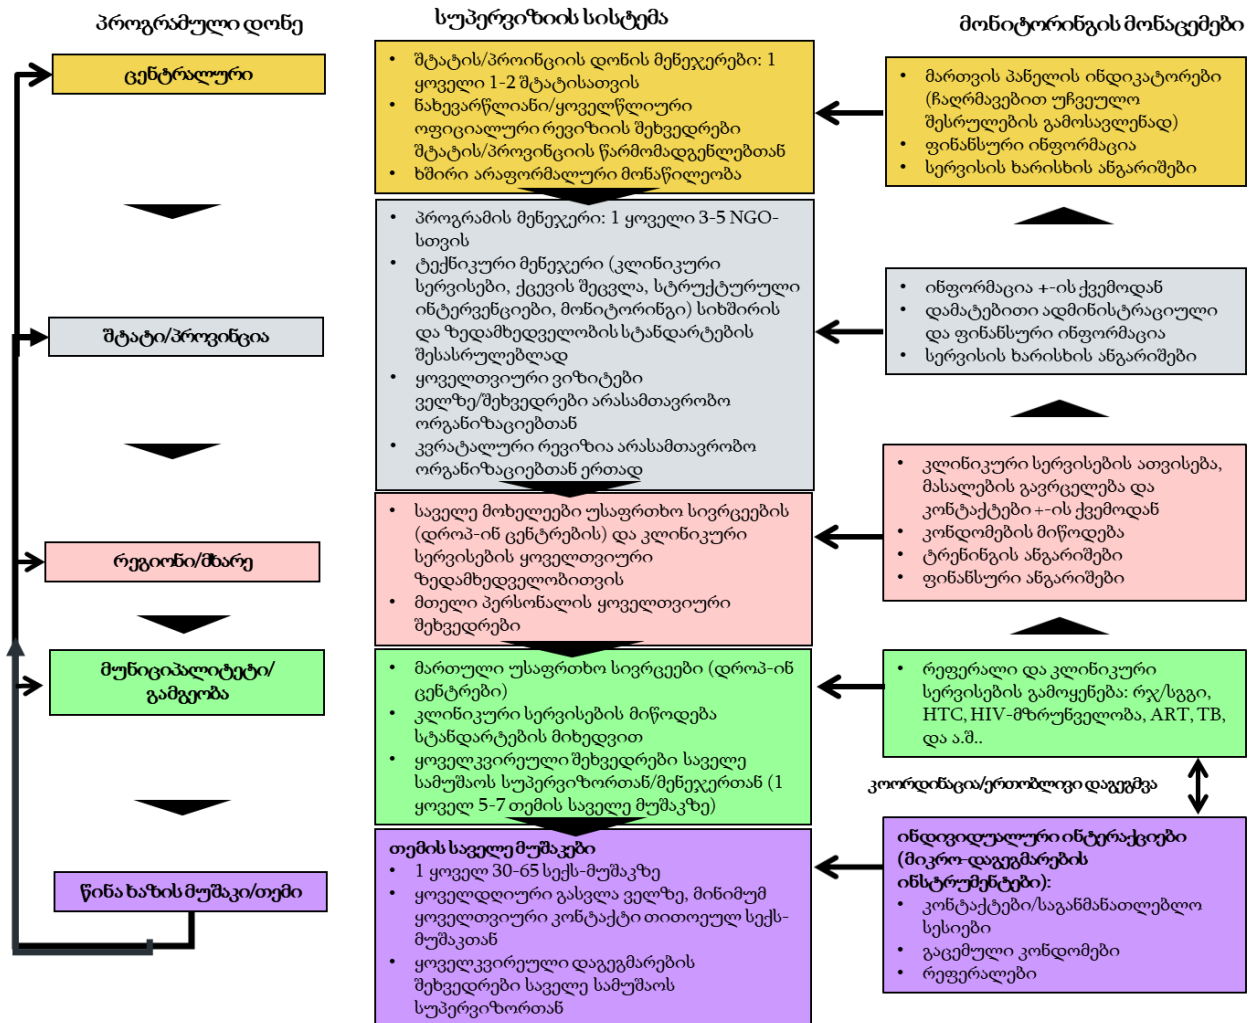 პროგრამული დონე
სუპერვიზიის სისტემა
მონიტორინგის მონაცემები
ცენტრალური
• შტატის/პროინციის დონის მენეჯერები: 1
ყოველი 1-2 შტატისათვის
• ნახევარწლიანი/ყოველწლიური
ოფიციალური რევიზიის შეხვედრები
შტატის/პროვინციის წარმომადგენლებთან
• ხშირი არაფორმალური მონაწილეობა
• მართვის პანელის ინდიკატორები
(ჩაღრმავებით უჩვეულო
შესრულების გამოსავლენად)
• ფინანსური ინფორმაცია
• სერვისის ხარისხის ანგარიშები
შტატი/პროვინცია
• პროგრამის მენეჯერი: 1 ყოველი 3-5 NGO-
სთვის
• ტექნიკური მენეჯერი (კლინიკური
სერვისები, ქცევის შეცვლა, სტრუქტურული
ინტერვენციები, მონიტორინგი) სიხშირის
და ზედამხედველობის სტანდარტების
შესასრულებლად
• ყოველთვიური ვიზიტები
ველზე/შეხვედრები არასამთავრობო
ორგანიზაციებთან
• კვრატალური რევიზია არასამთავრობო
ორგანიზაციებთან ერთად
• ინფორმაცია +-ის ქვემოდან
• დამატებითი ადმინისტრაციული
და ფინანსური ინფორმაცია
• სერვისის ხარისხის ანგარიშები
რეგიონი/მხარე
• საველე მოხელეები უსაფრთხო სივრცეების
(დროპ-ინ ცენტრების) და კლინიკური
სერვისების ყოველთვიური
ზედამხედველობითვის
• მთელი პერსონალის ყოველთვიური
შეხვედრები
• კლინიკური სერვისების ათვისება,
მასალების გავრცელება და
კონტაქტები +-ის ქვემოდან
• კონდომების მიწოდება
• ტრენინგის ანგარიშები
• ფინანსური ანგარიშები
მუნიციპალიტეტი/
გამგეობა
• მართული უსაფრთხო სივრცეები (დროპ-ინ
ცენტრები)
• კლინიკური სერვისების მიწოდება
სტანდარტების მიხედვით
• ყოველკვირეული შეხვედრები საველე
სამუშაოს სუპერვიზორთან/მენეჯერთან (1
ყოველ 5-7 თემის საველე მუშაკზე)
• რეფერალი და კლინიკური
სერვისების გამოყენება: რჯ/სგგი,
HTC, HIV-მზრუნველობა, ART, TB,
და ა.შ..
კოორდინაცია/ერთობლივი დაგეგმვა
წინა ხაზის მუშაკი/თემი
თემის საველე მუშაკები
• 1 ყოველ 30-65 სექს-მუშაკზე
• ყოველდღიური გასვლა ველზე, მინიმუმ
ყოველთვიური კონტაქტი თითოეულ სექს-
მუშაკთან
• ყოველკვირეული დაგეგმარების
შეხვედრები საველე სამუშაოს
სუპერვიზორთან
ინდივიდუალური ინტერაქციები
(მიკრო-დაგეგმარების
ინსტრუმენტები):
• კონტაქტები/საგანმანათლებლო
სესიები
• გაცემული კონდომები
• რეფერალები